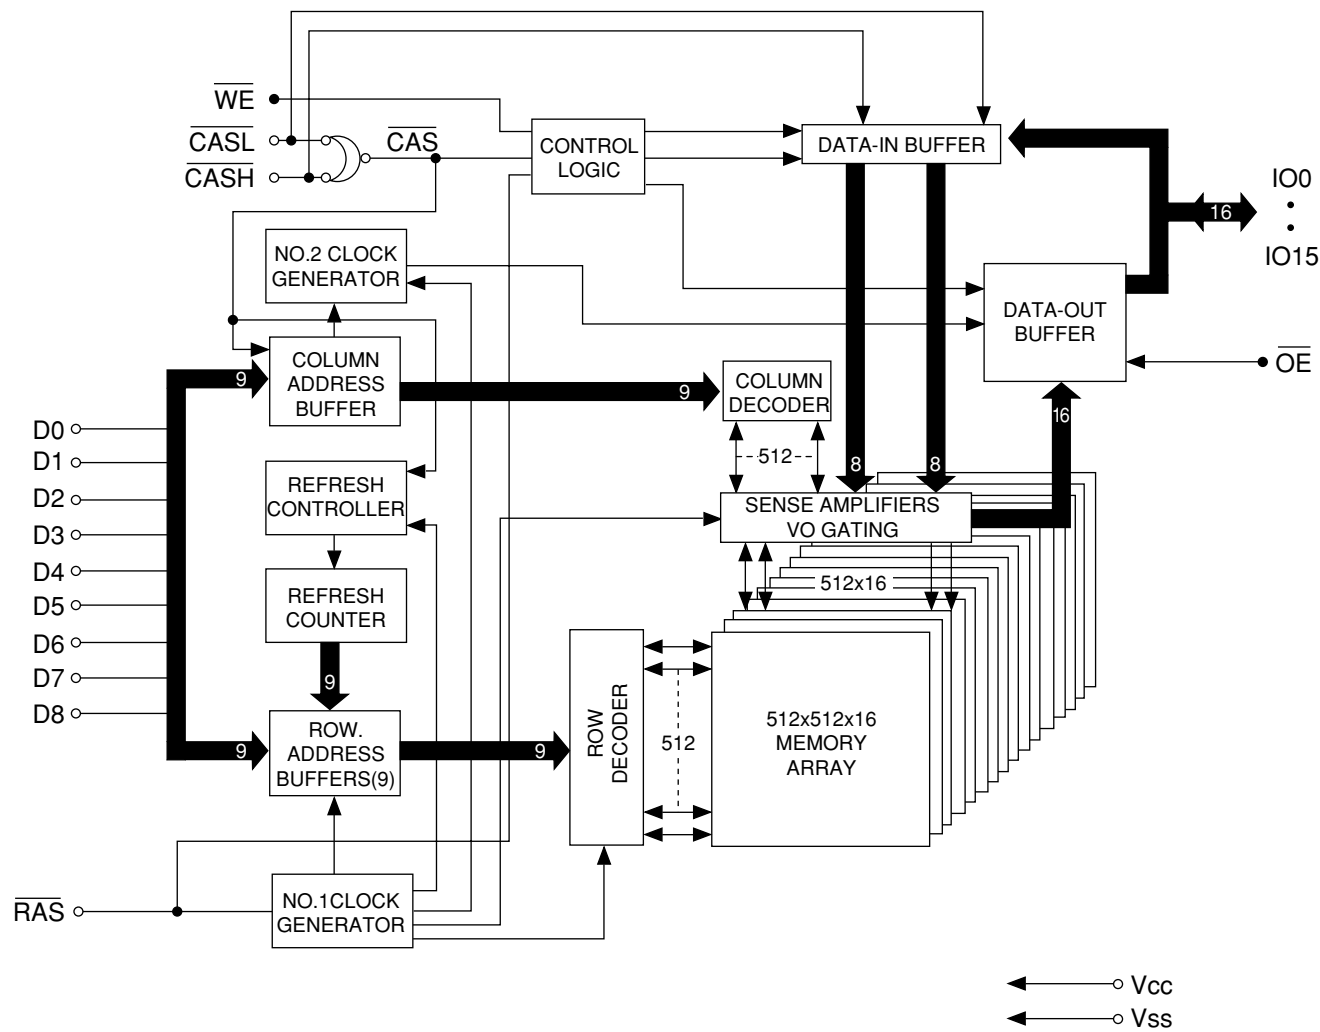 WE
CASL
CASH
CAS
CONTROL
LOGIC
DATA-IN BUFFER
IO0
16
IO15
NO.2 CLOCK
GENERATOR
DATA-OUT
BUFFER
OE
COLUMN
ADDRESS
BUFFER
9
9
COLUMN
DECODER
16
D0
D1
D2
D3
D4
D5
D6
D7
D8
512
8
8
REFRESH
CONTROLLER
SENSE AMPLIFIERS
VO GATING
REFRESH
COUNTER
512x16
9
ROW.
ADDRESS
BUFFERS(9)
9
9
ROW
DECODER
512
512x512x16
MEMORY
ARRAY
RAS
NO.1CLOCK
GENERATOR
Vcc
Vss